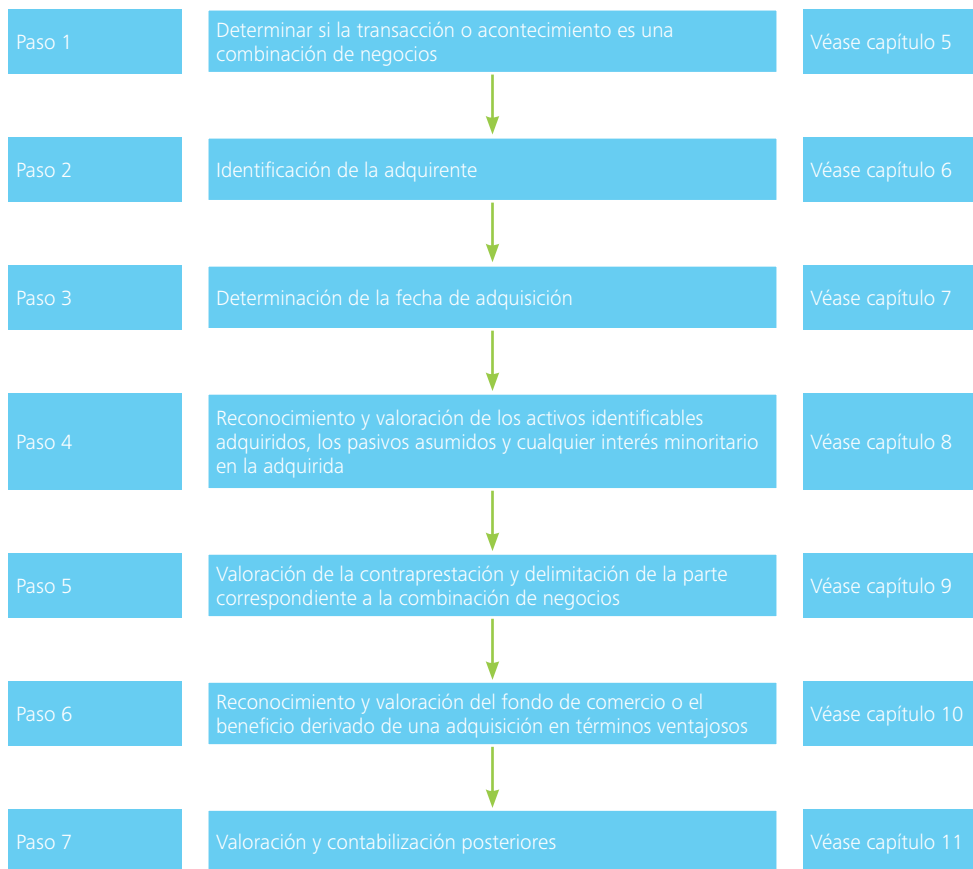 Paso 1
Determinar si la transacción o acontecimiento es una
combinación de negocios
Véase capítulo 5
Paso 2
Identificación de la adquirente
Véase capítulo 6
Paso 3
Determinación de la fecha de adquisición
Véase capítulo 7
Paso 4
Reconocimiento y valoración de los activos identificables
adquiridos, los pasivos asumidos y cualquier interés minoritario
en la adquirida
Véase capítulo 8
Paso 5
Valoración de la contraprestación y delimitación de la parte
correspondiente a la combinación de negocios
Véase capítulo 9
Paso 6
Reconocimiento y valoración del fondo de comercio o el
beneficio derivado de una adquisición en términos ventajosos
Véase capítulo 10
Paso 7
Valoración y contabilización posteriores
Véase capítulo 11